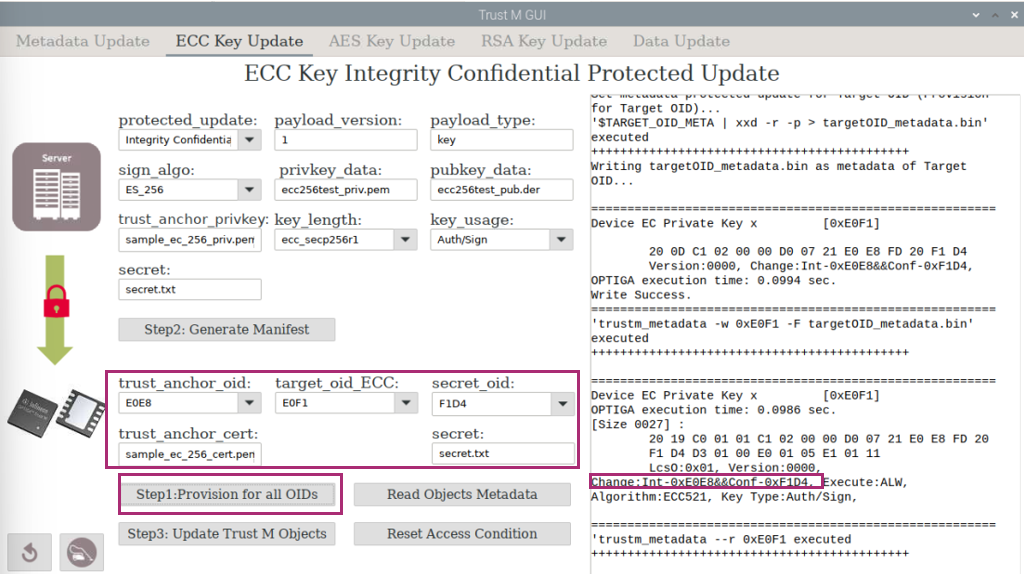 Trust M GUI
Metadata Update ECC Key Update AES Key Update RSA Key Update Data Update
ECC Key Integrity Confidential Protected Update
protected_update: payload_version: payload_type:
Integrity Confidentia 1 key
Server
sign_algo: privkey_data: pubkey_data:
ES_256 ecc256test_priv.pem ecc256test_pub.der
trust_anchor_privkey: key_length: key_usage:
sample_ec_256_priv.pem ecc_secp256r1 Auth/Sign
secret:
secret.txt
Step2: Generate Manifest
trust_anchor_oid: target_oid_ECC: secret_oid:
E0E8 E0F1 F1D4
trust_anchor_cert: secret:
sample_ec_256_cert.pem secret.txt
Step1:Provision for all OIDs Read Objects Metadata
Step3: Update Trust M Objects Reset Access Condition
Set metadata protected update for Target OID (Provision
for Target OID)...
'$TARGET_OID_META | xxd -r -p > targetOID_metadata.bin'
executed
++++++++++++++++++++++++++++++++++++++++++++
Writing targetOID_metadata.bin as metadata of Target
OID...
========================================================
Device EC Private Key x [0xE0F1]
20 0D C1 02 00 00 D0 07 21 E0 E8 FD 20 F1 D4
Version:0000, Change:Int-0xE0E8&&Conf-0xF1D4,
OPTIGA execution time: 0.0994 sec.
Write Success.
========================================================
'trustm_metadata -w 0xE0F1 -F targetOID_metadata.bin'
executed
++++++++++++++++++++++++++++++++++++++++++++
========================================================
Device EC Private Key x [0xE0F1]
OPTIGA execution time: 0.0986 sec.
[Size 0027] :
20 19 C0 01 01 C1 02 00 00 D0 07 21 E0 E8 FD 20
F1 D4 D3 01 00 E0 01 05 E1 01 11
LcsO:0x01, Version:0000,
Change:Int-0xE0E8&&Conf-0xF1D4, Execute:ALW,
Algorithm:ECC521, Key Type:Auth/Sign,
========================================================
'trustm_metadata --r 0xE0F1 executed
++++++++++++++++++++++++++++++++++++++++++++